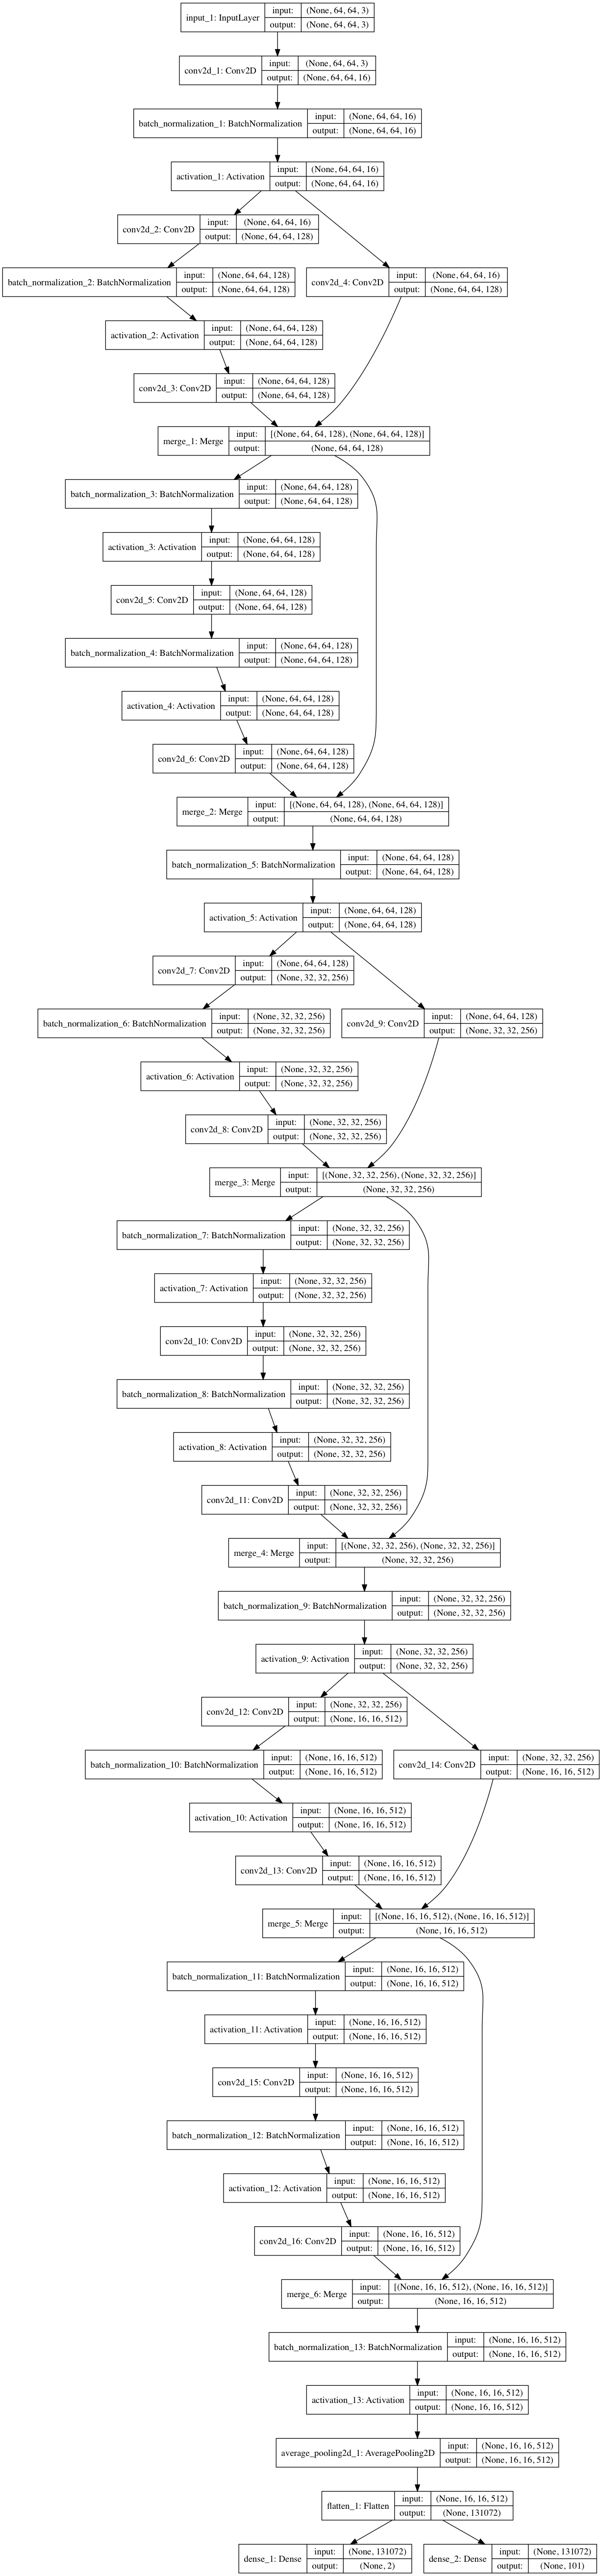 input_1: InputLayer
input: (None, 64, 64, 3)
output: (None, 64, 64, 3)
conv2d_1: Conv2D
input: (None, 64, 64, 3)
output: (None, 64, 64, 16)
batch_normalization_1: BatchNormalization
input: (None, 64, 64, 16)
output: (None, 64, 64, 16)
activation_1: Activation
input: (None, 64, 64, 16)
output: (None, 64, 64, 16)
conv2d_2: Conv2D
input: (None, 64, 64, 16)
output: (None, 64, 64, 128)
batch_normalization_2: BatchNormalization
input: (None, 64, 64, 128)
output: (None, 64, 64, 128)
conv2d_4: Conv2D
input: (None, 64, 64, 16)
output: (None, 64, 64, 128)
activation_2: Activation
input: (None, 64, 64, 128)
output: (None, 64, 64, 128)
conv2d_3: Conv2D
input: (None, 64, 64, 128)
output: (None, 64, 64, 128)
merge_1: Merge
input: [(None, 64, 64, 128), (None, 64, 64, 128)]
output: (None, 64, 64, 128)
batch_normalization_3: BatchNormalization
input: (None, 64, 64, 128)
output: (None, 64, 64, 128)
activation_3: Activation
input: (None, 64, 64, 128)
output: (None, 64, 64, 128)
conv2d_5: Conv2D
input: (None, 64, 64, 128)
output: (None, 64, 64, 128)
batch_normalization_4: BatchNormalization
input: (None, 64, 64, 128)
output: (None, 64, 64, 128)
activation_4: Activation
input: (None, 64, 64, 128)
output: (None, 64, 64, 128)
conv2d_6: Conv2D
input: (None, 64, 64, 128)
output: (None, 64, 64, 128)
merge_2: Merge
input: [(None, 64, 64, 128), (None, 64, 64, 128)]
output: (None, 64, 64, 128)
batch_normalization_5: BatchNormalization
input: (None, 64, 64, 128)
output: (None, 64, 64, 128)
activation_5: Activation
input: (None, 64, 64, 128)
output: (None, 64, 64, 128)
conv2d_7: Conv2D
input: (None, 64, 64, 128)
output: (None, 32, 32, 256)
batch_normalization_6: BatchNormalization
input: (None, 32, 32, 256)
output: (None, 32, 32, 256)
conv2d_9: Conv2D
input: (None, 64, 64, 128)
output: (None, 32, 32, 256)
activation_6: Activation
input: (None, 32, 32, 256)
output: (None, 32, 32, 256)
conv2d_8: Conv2D
input: (None, 32, 32, 256)
output: (None, 32, 32, 256)
merge_3: Merge
input: [(None, 32, 32, 256), (None, 32, 32, 256)]
output: (None, 32, 32, 256)
batch_normalization_7: BatchNormalization
input: (None, 32, 32, 256)
output: (None, 32, 32, 256)
activation_7: Activation
input: (None, 32, 32, 256)
output: (None, 32, 32, 256)
conv2d_10: Conv2D
input: (None, 32, 32, 256)
output: (None, 32, 32, 256)
batch_normalization_8: BatchNormalization
input: (None, 32, 32, 256)
output: (None, 32, 32, 256)
activation_8: Activation
input: (None, 32, 32, 256)
output: (None, 32, 32, 256)
conv2d_11: Conv2D
input: (None, 32, 32, 256)
output: (None, 32, 32, 256)
merge_4: Merge
input: [(None, 32, 32, 256), (None, 32, 32, 256)]
output: (None, 32, 32, 256)
batch_normalization_9: BatchNormalization
input: (None, 32, 32, 256)
output: (None, 32, 32, 256)
activation_9: Activation
input: (None, 32, 32, 256)
output: (None, 32, 32, 256)
conv2d_12: Conv2D
input: (None, 32, 32, 256)
output: (None, 16, 16, 512)
batch_normalization_10: BatchNormalization
input: (None, 16, 16, 512)
output: (None, 16, 16, 512)
conv2d_14: Conv2D
input: (None, 32, 32, 256)
output: (None, 16, 16, 512)
activation_10: Activation
input: (None, 16, 16, 512)
output: (None, 16, 16, 512)
conv2d_13: Conv2D
input: (None, 16, 16, 512)
output: (None, 16, 16, 512)
merge_5: Merge
input: [(None, 16, 16, 512), (None, 16, 16, 512)]
output: (None, 16, 16, 512)
batch_normalization_11: BatchNormalization
input: (None, 16, 16, 512)
output: (None, 16, 16, 512)
activation_11: Activation
input: (None, 16, 16, 512)
output: (None, 16, 16, 512)
conv2d_15: Conv2D
input: (None, 16, 16, 512)
output: (None, 16, 16, 512)
batch_normalization_12: BatchNormalization
input: (None, 16, 16, 512)
output: (None, 16, 16, 512)
activation_12: Activation
input: (None, 16, 16, 512)
output: (None, 16, 16, 512)
conv2d_16: Conv2D
input: (None, 16, 16, 512)
output: (None, 16, 16, 512)
merge_6: Merge
input: [(None, 16, 16, 512), (None, 16, 16, 512)]
output: (None, 16, 16, 512)
batch_normalization_13: BatchNormalization
input: (None, 16, 16, 512)
output: (None, 16, 16, 512)
activation_13: Activation
input: (None, 16, 16, 512)
output: (None, 16, 16, 512)
average_pooling2d_1: AveragePooling2D
input: (None, 16, 16, 512)
output: (None, 16, 16, 512)
flatten_1: Flatten
input: (None, 16, 16, 512)
output: (None, 131072)
dense_1: Dense
input: (None, 131072)
output: (None, 2)
dense_2: Dense
input: (None, 131072)
output: (None, 101)